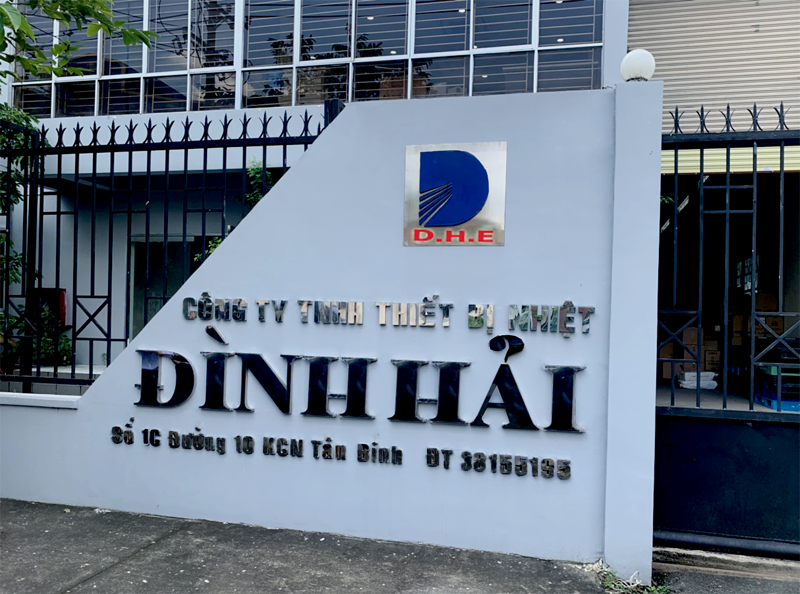 D.H.E
CÔNG TY TNHH THIẾT BỊ NHIỆT
ĐÌNH HẢI
Số 1C Đường 10 KCN Tân Bình ĐT 38155195